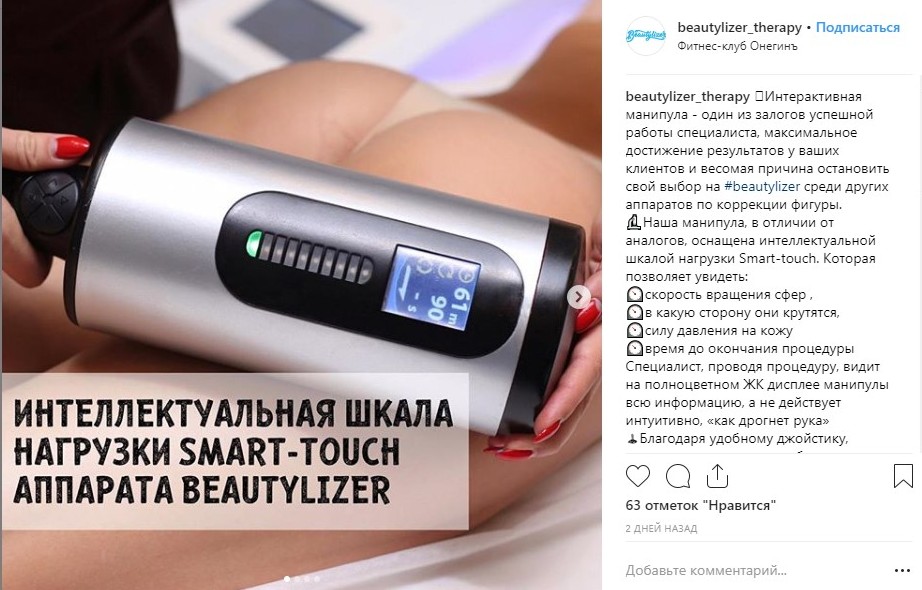 ИНТЕЛЛЕКТУАЛЬНАЯ ШКАЛА
НАГРУЗКИ SMART-TOUCH
АППАРАТА BEAUTYLIZER
61 m
90
- s
Beautylizer
beautylizer_therapy • Подписаться
Фитнес-клуб Онегинъ
beautylizer_therapy Интерактивная
манипула - один из залогов успешной
работы специалиста, максимальное
достижение результатов у ваших
клиентов и весомая причина остановить
свой выбор на #beautylizer среди других
аппаратов по коррекции фигуры.
Наша манипула, в отличии от
аналогов, оснащена интеллектуальной
шкалой нагрузки Smart-touch. Которая
позволяет увидеть:
скорость вращения сфер ,
в какую сторону они крутятся,
силу давления на кожу
время до окончания процедуры
Специалист, проводя процедуру, видит
на полноцветном ЖК дисплее манипулы
всю информацию, а не действует
интуитивно, «как дрогнет рука»
Благодаря удобному джойстику,
63 отметок "Нравится"
2 ДНЕЙ НАЗАД
Добавьте комментарий...